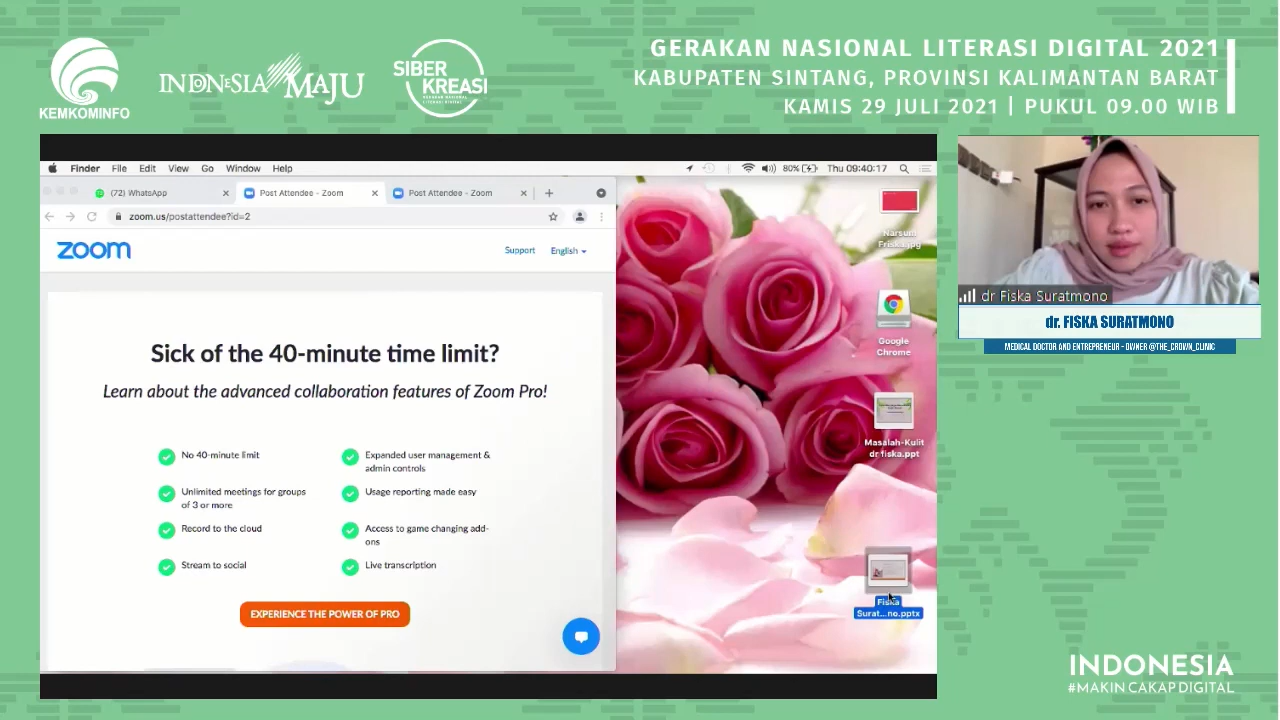 KEMKOMINFO
INDONESIA MAJU
SIBER
KREASI
GERAKAN NASIONAL LITERASI DIGITAL 2021
KABUPATEN SINTANG, PROVINSI KALIMANTAN BARAT
KAMIS 29 JULI 2021 | PUKUL 09.00 WIB
Finder File Edit View Go Window Help
80% Thu 09:40:17
(72) WhatsApp
Post Attendee - Zoom
Post Attendee - Zoom
zoom.us/postattendee?id=2
zoom
Support
English
Sick of the 40-minute time limit?
Learn about the advanced collaboration features of Zoom Pro!
No 40-minute limit
Unlimited meetings for groups
of 3 or more
Record to the cloud
Stream to social
Expanded user management &
admin controls
Usage reporting made easy
Access to game changing add-
ons
Live transcription
EXPERIENCE THE POWER OF PRO
Narsum
Friska.jpg
Google
Chrome
Masalah-Kulit
dr fiska.ppt
Fiska
Surat...no.pptx
dr Fiska Suratmono
dr. FISKA SURATMONO
MEDICAL DOCTOR AND ENTREPRENEUR - OWNER @THE_CROWN_CLINIC
INDONESIA
#MAKIN CAKAP DIGITAL